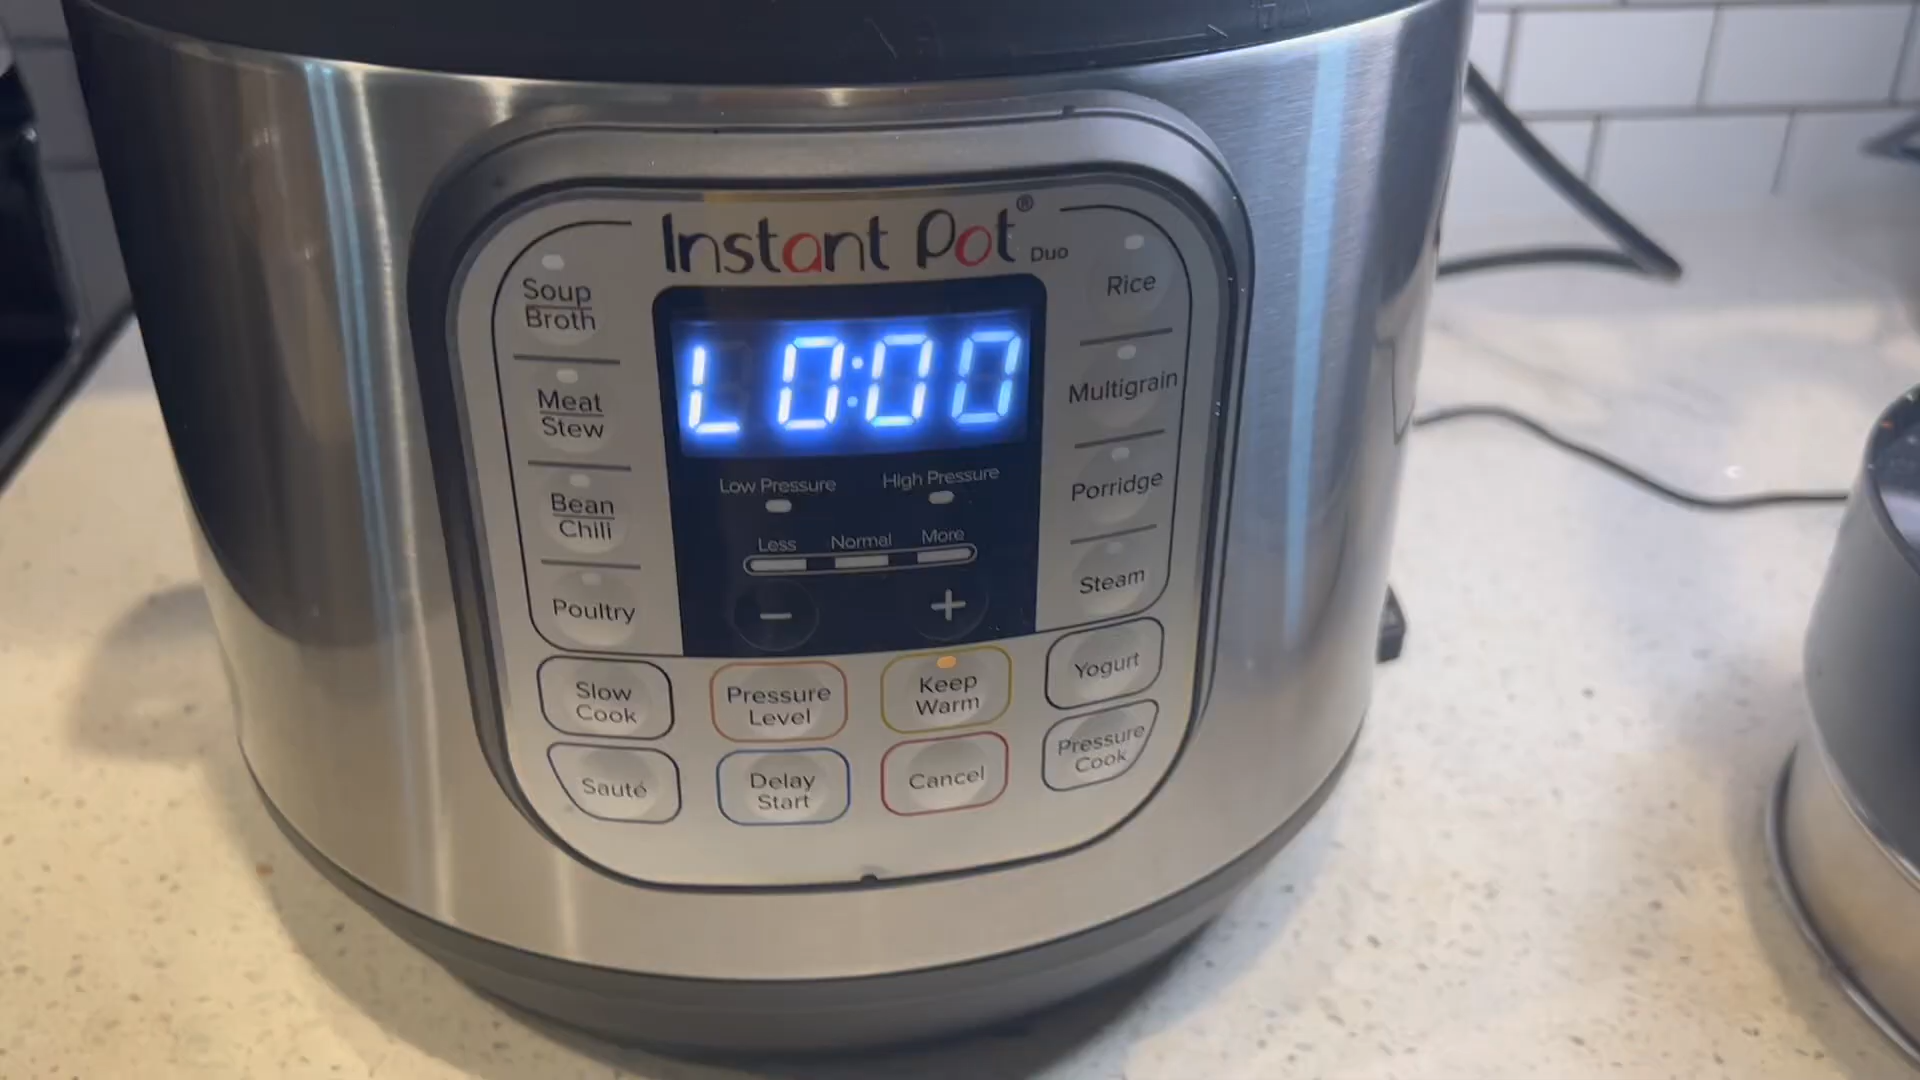 Instant Pot® Duo
L0:00
Soup
Broth
Meat
Stew
Bean
Chili
Poultry
Low Pressure
High Pressure
Less
Normal
More
−
+
Rice
Multigrain
Porridge
Steam
Slow
Cook
Pressure
Level
Keep
Warm
Yogurt
Sauté
Delay
Start
Cancel
Pressure
Cook